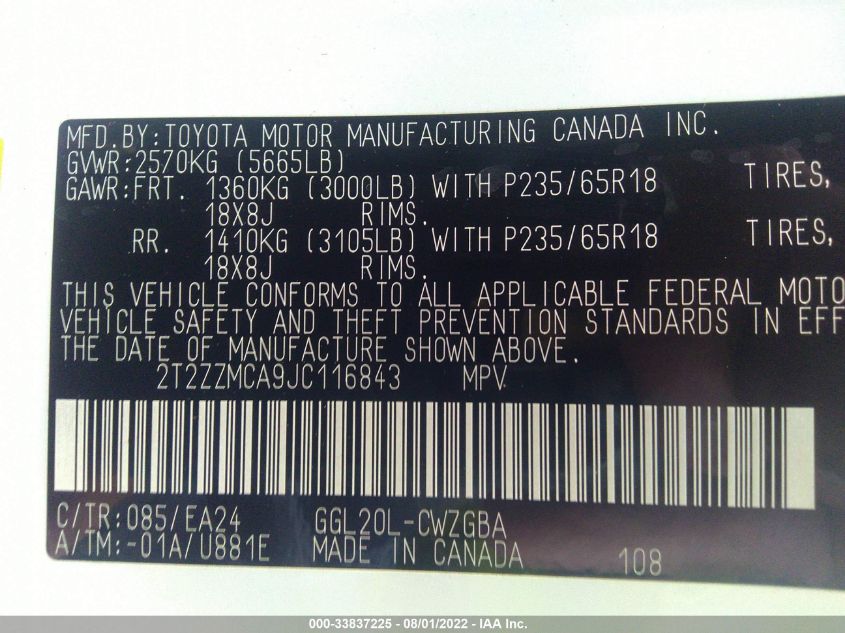 MFD.BY:TOYOTA MOTOR MANUFACTURING CANADA INC.
GVWR:2570KG (5665LB)
GAWR:FRT. 1360KG (3000LB) WITH P235/65R18 TIRES,
18X8J RIMS.
RR. 1410KG (3105LB) WITH P235/65R18 TIRES,
18X8J RIMS.
THIS VEHICLE CONFORMS TO ALL APPLICABLE FEDERAL MOTO
VEHICLE SAFETY AND THEFT PREVENTION STANDARDS IN EFF
THE DATE OF MANUFACTURE SHOWN ABOVE.
2T2ZZMCA9JC116843 MPV
C/TR:085/EA24 GGL20L-CWZGBA
A/TM:-01A/U881E MADE IN CANADA 108
000-33837225 - 08/01/2022 - IAA Inc.